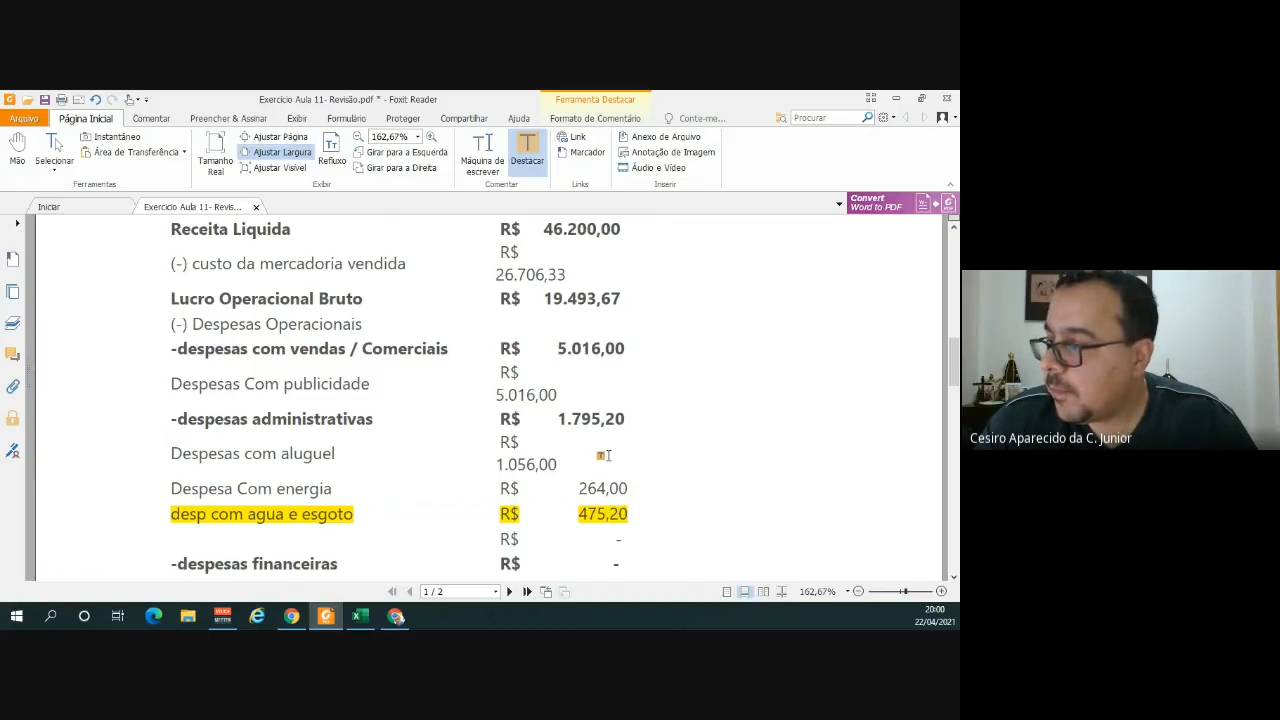 Exercicio Aula 11- Revisão.pdf * - Foxit Reader
Ferramenta Destacar
Arquivo
Página Inicial
Comentar
Preencher & Assinar
Exibir
Formulário
Proteger
Compartilhar
Ajuda
Formato de Comentário
Conte-me...
Procurar
Mão
Selecionar
Instantâneo
Área de Transferência
Ferramentas
Tamanho Real
Ajustar Página
Ajustar Largura
Ajustar Visível
Refluxo
162,67%
Girar para a Esquerda
Girar para a Direita
Exibir
Máquina de escrever
Destacar
Comentar
Link
Marcador
Links
Anexo de Arquivo
Anotação de Imagem
Áudio e Vídeo
Inserir
Iniciar
Exercicio Aula 11- Revis...
Convert
Word to PDF
Receita Liquida R$ 46.200,00
(-) custo da mercadoria vendida R$ 26.706,33
Lucro Operacional Bruto R$ 19.493,67
(-) Despesas Operacionais
-despesas com vendas / Comerciais R$ 5.016,00
Despesas Com publicidade R$ 5.016,00
-despesas administrativas R$ 1.795,20
Despesas com aluguel R$ 1.056,00
Despesa Com energia R$ 264,00
desp com agua e esgoto R$ 475,20
R$ -
-despesas financeiras R$ -
1 / 2
162,67%
20:00
22/04/2021
Cesiro Aparecido da C. Junior